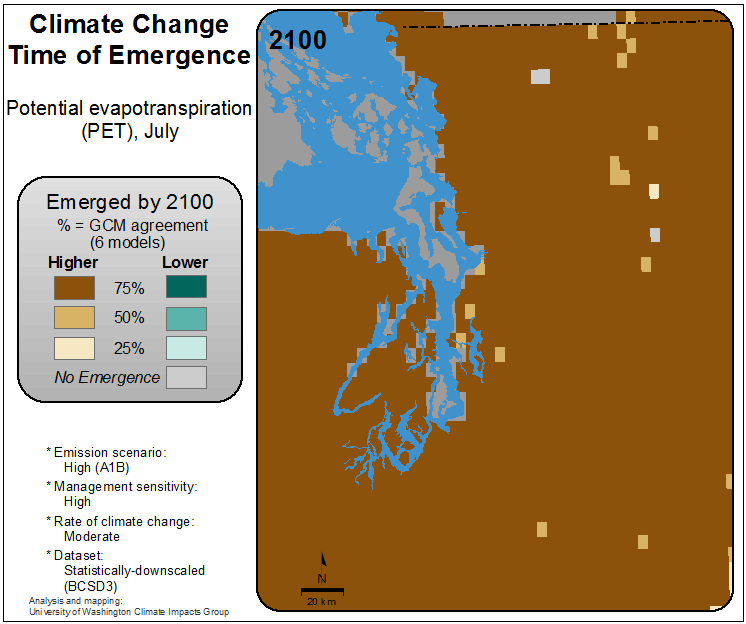 Climate Change
Time of Emergence
Potential evapotranspiration
(PET), July
Emerged by 2100
% = GCM agreement
(6 models)
Higher Lower
75%
50%
25%
No Emergence
* Emission scenario:
High (A1B)
* Management sensitivity:
High
* Rate of climate change:
Moderate
* Dataset:
Statistically-downscaled
(BCSD3)
Analysis and mapping:
University of Washington Climate Impacts Group
2100
N
20 km